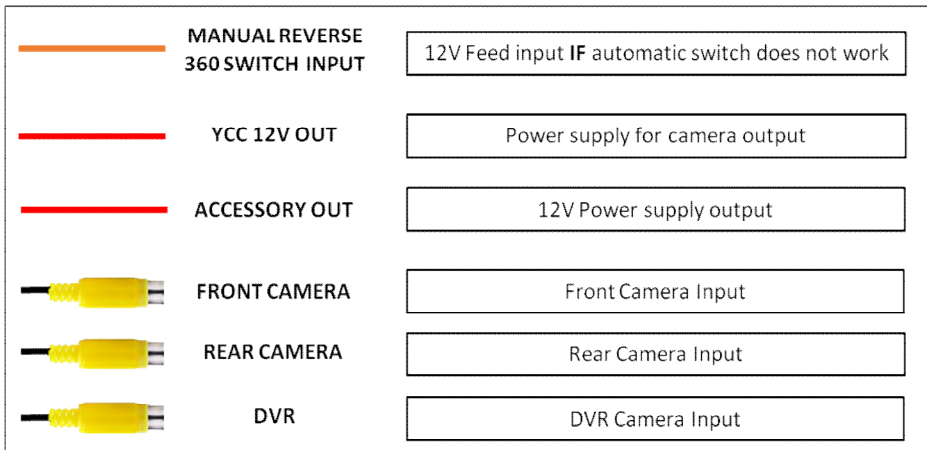 MANUAL REVERSE
360 SWITCH INPUT
12V Feed input IF automatic switch does not work
YCC 12V OUT
Power supply for camera output
ACCESSORY OUT
12V Power supply output
FRONT CAMERA
Front Camera Input
REAR CAMERA
Rear Camera Input
DVR
DVR Camera Input